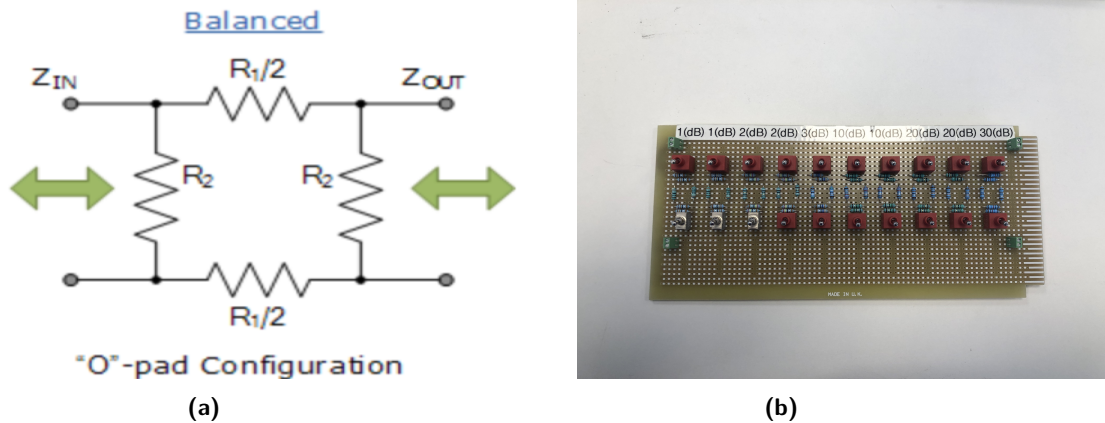 Balanced
Z_IN R₁/2 Z_OUT
R₂ R₂
R₁/2
"O"-pad Configuration
(a)
1(dB) 1(dB) 2(dB) 2(dB) 3(dB) 10(dB) 10(dB) 20(dB) 20(dB) 30(dB)
MADE IN U.K.
(b)